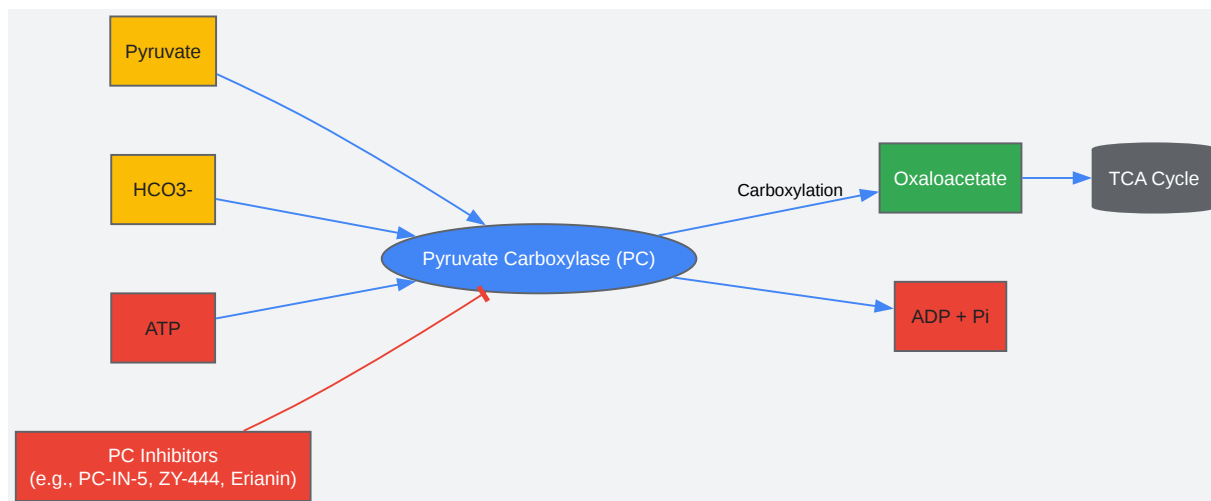 Pyruvate
HCO3-
ATP
PC Inhibitors
(e.g., PC-IN-5, ZY-444, Erianin)
Pyruvate Carboxylase (PC)
Carboxylation
Oxaloacetate
ADP + Pi
TCA Cycle